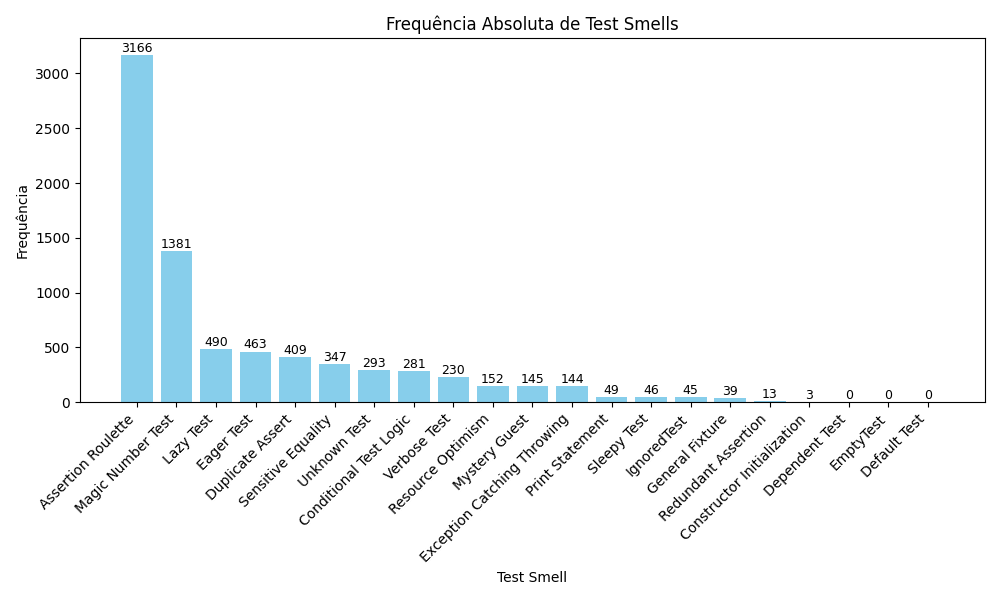 Frequência Absoluta de Test Smells
Frequência
3000
2500
2000
1500
1000
500
0
3166
1381
490
463
409
347
293
281
230
152
145
144
49
46
45
39
13
3
0
0
0
Assertion Roulette
Magic Number Test
Lazy Test
Eager Test
Duplicate Assert
Sensitive Equality
Unknown Test
Conditional Test Logic
Verbose Test
Resource Optimism
Mystery Guest
Exception Catching Throwing
Print Statement
Sleepy Test
IgnoredTest
General Fixture
Redundant Assertion
Constructor Initialization
Dependent Test
EmptyTest
Default Test
Test Smell